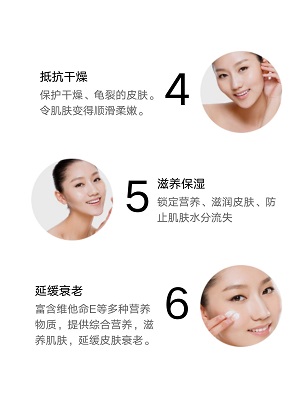 抵抗干燥
保护干燥、龟裂的皮肤。
令肌肤变得顺滑柔嫩。
4
5
滋养保湿
锁定营养、滋润皮肤、防
止肌肤水分流失
延缓衰老
富含维他命E等多种营养
物质，提供综合营养，滋
养肌肤，延缓皮肤衰老。
6